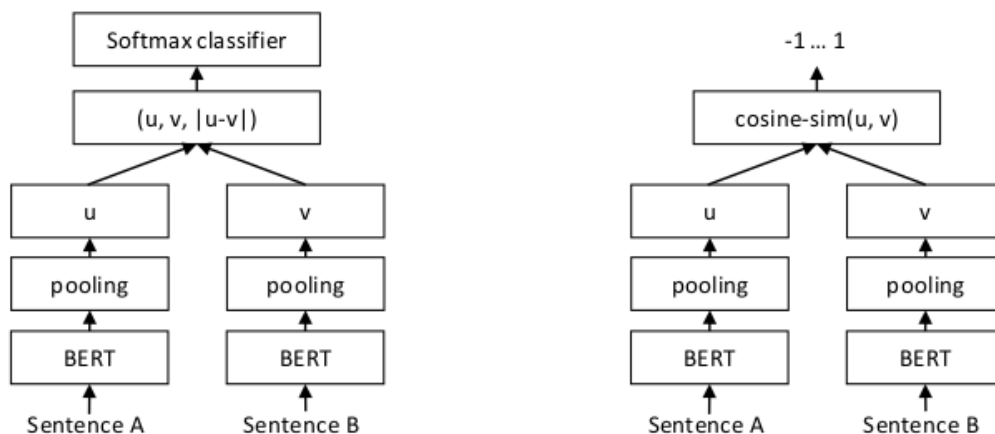 Softmax classifier
(u, v, |u-v|)
u
v
pooling
pooling
BERT
BERT
Sentence A
Sentence B
-1 … 1
cosine-sim(u, v)
u
v
pooling
pooling
BERT
BERT
Sentence A
Sentence B